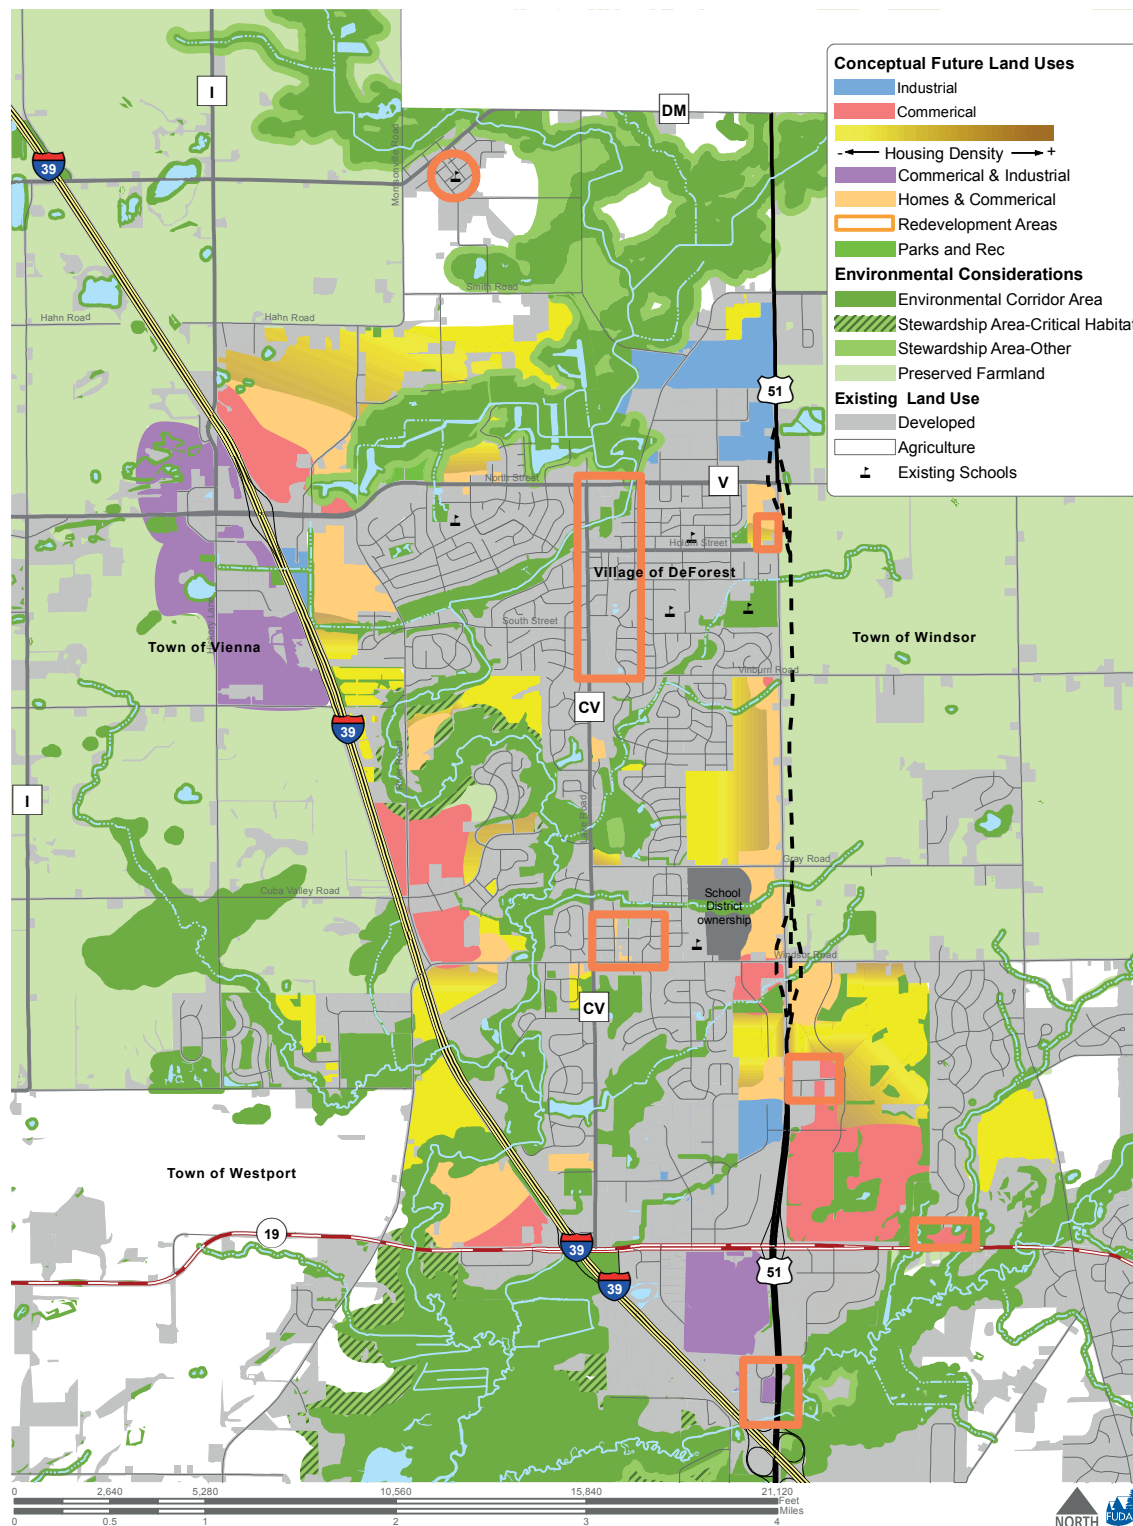 Conceptual Future Land Uses
Industrial
Commerical
- Housing Density +
Commerical & Industrial
Homes & Commerical
Redevelopment Areas
Parks and Rec
Environmental Considerations
Environmental Corridor Area
Stewardship Area-Critical Habitat
Stewardship Area-Other
Preserved Farmland
Existing Land Use
Developed
Agriculture
Existing Schools
I
DM
39
Smith Road
Hahn Road
Hahn Road
51
North Street
V
Holum Street
Village of DeForest
South Street
Town of Vienna
Town of Windsor
Vinburn Road
CV
39
I
Gray Road
Cuba Valley Road
School
District
ownership
Windsor Road
CV
Town of Westport
19
39
39
51
0 2,640 5,280 10,560 15,840 21,120
Feet
Miles
0 0.5 1 2 3 4
NORTH
FUDA